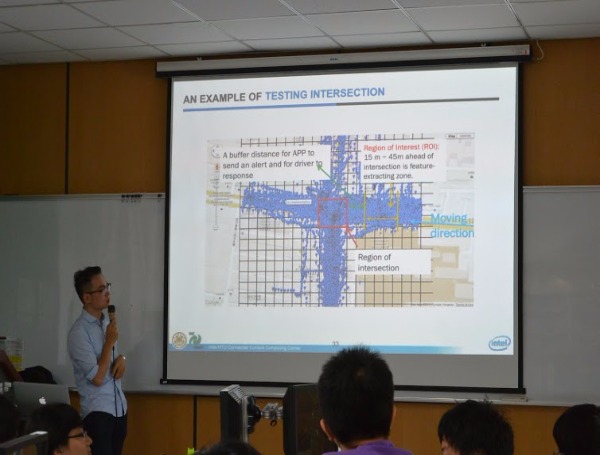 AN EXAMPLE OF TESTING INTERSECTION
A buffer distance for APP to
send an alert and for driver to
response
Region of Interest (ROI):
15 m ~ 45m ahead of
intersection is feature-
extracting zone.
Moving
direction
Region of
intersection
intel